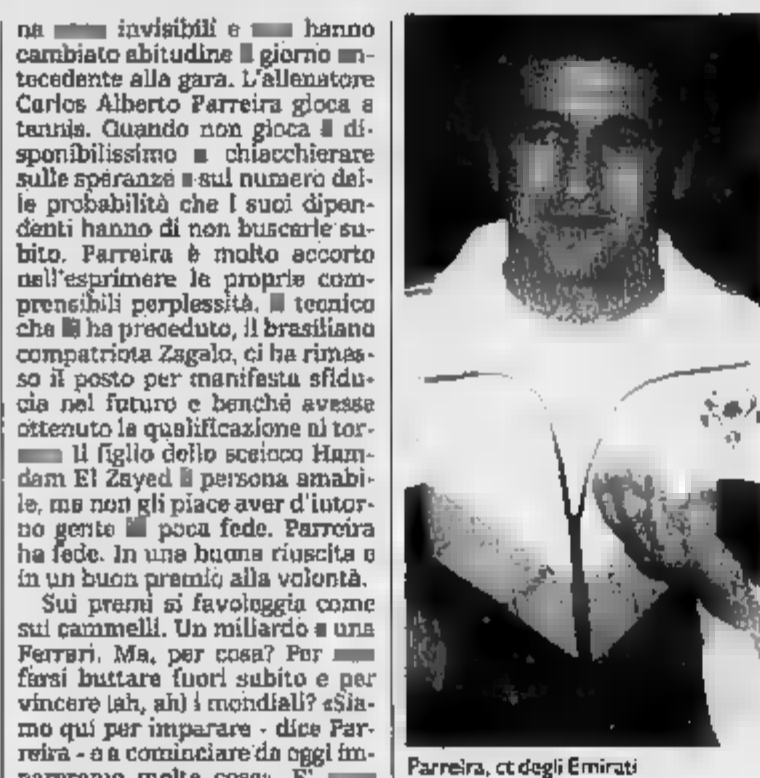 na invisibili e hanno
cambiato abitudine giorno an-
tecedente alla gara. L'allenatore
Carlos Alberto Parreira gioca a
tennis. Quando non gioca di-
sponibilissimo chiacchierare
sulle speranze sul numero del-
le probabilità che i suoi dipen-
denti hanno di non buscarle su-
bito. Parreira è molto accorto
nell'esprimere le proprie com-
prensibili perplessità. tecnico
che ha preceduto, il brasiliano
compatriota Zagalo, ci ha rimes-
so il posto per manifesta sfidu-
cia nel futuro e benché avesse
ottenuto la qualificazione al tor-
Il figlio dello sceicco Ham-
dam El Zayed persona amabi-
le, ma non gli piace aver d'intor-
no gente poca fede. Parreira
ha fede. In una buona riuscita e
in un buon premio alla volontà.
Sui premi si favoleggia come
sui cammelli. Un miliardo una
Ferrari. Ma, per cosa? Per
farsi buttare fuori subito e per
vincere (ah, ah) i mondiali? «Sia-
mo qui per imparare - dice Par-
reira - e a cominciare da oggi im-
pareremo molte cose». E'
Parreira, ct degli Emirati